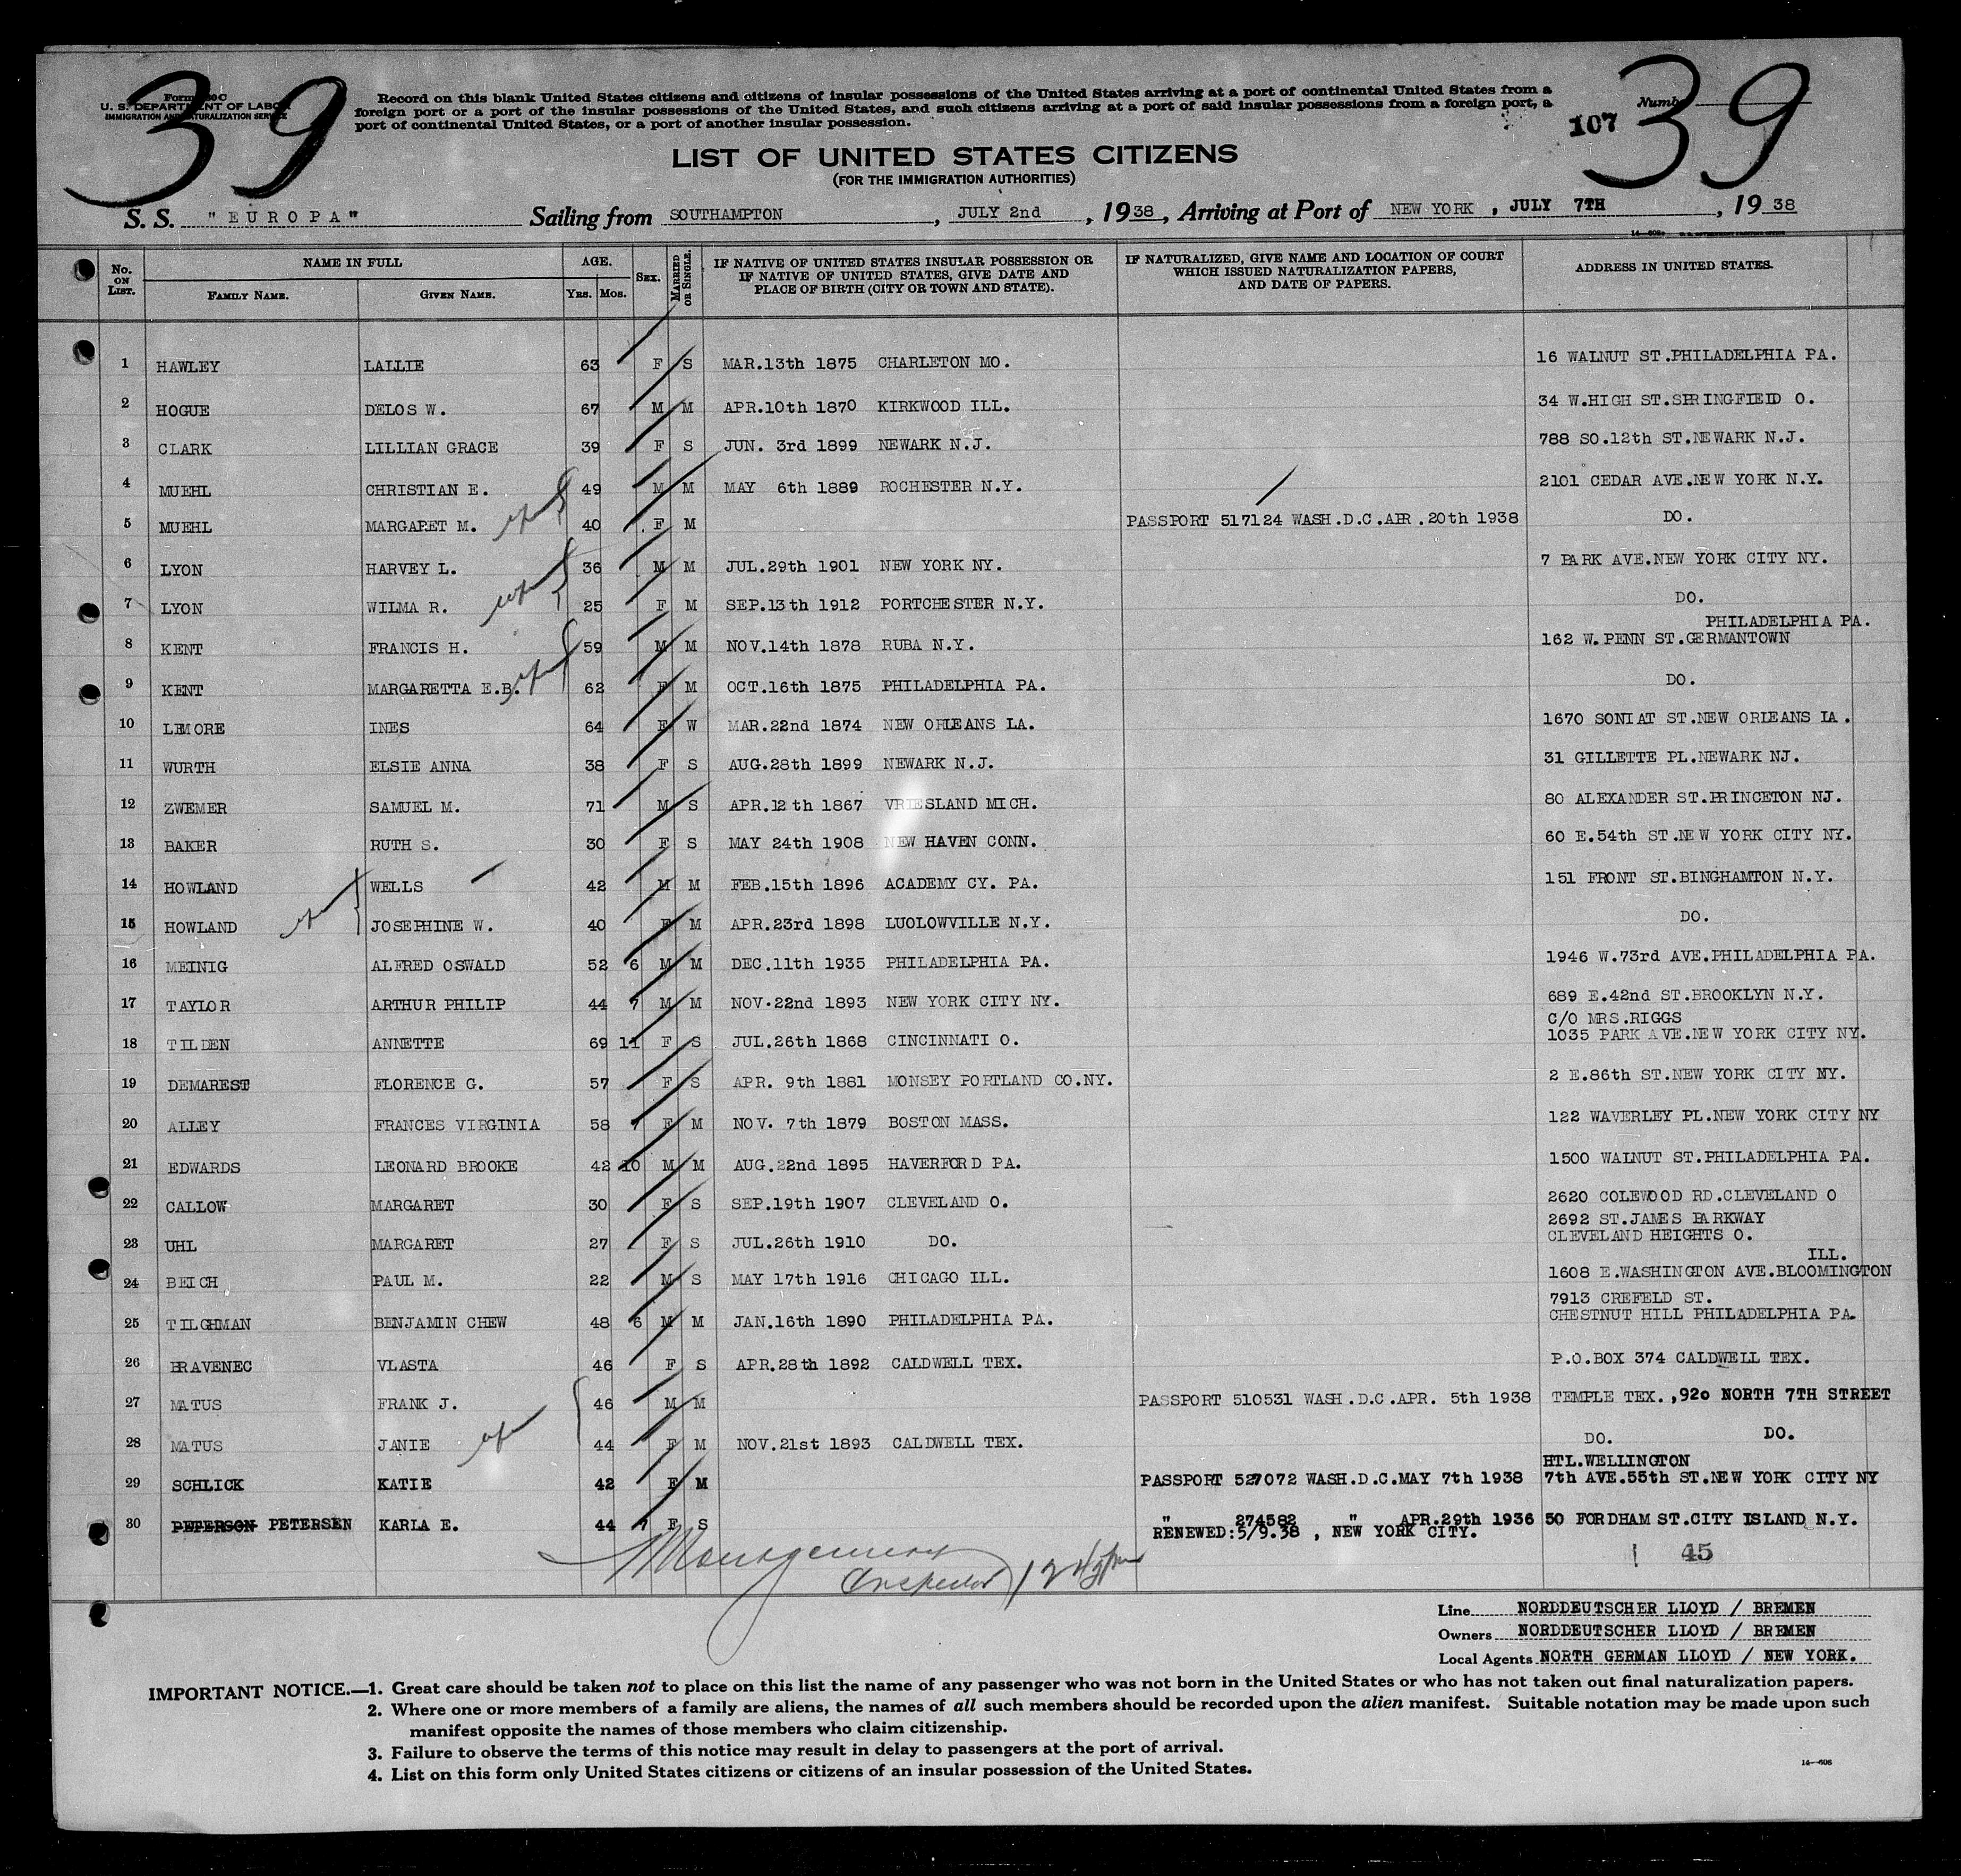 39
39
Form 630 C
U. S. DEPARTMENT OF LABOR
IMMIGRATION AND NATURALIZATION SERVICE
Record on this blank United States citizens and citizens of insular possessions of the United States arriving at a port of continental United States from a
foreign port or a port of the insular possessions of the United States, and such citizens arriving at a port of said insular possessions from a foreign port, a
port of continental United States, or a port of another insular possession.
Number
107
LIST OF UNITED STATES CITIZENS
(FOR THE IMMIGRATION AUTHORITIES)
S. S. "EUROPA" Sailing from SOUTHAMPTON, JULY 2nd, 1938, Arriving at Port of NEW YORK, JULY 7TH, 1938
No. ON LIST. NAME IN FULL FAMILY NAME. GIVEN NAME. AGE. YRS. MOS. SEX. MARRIED OR SINGLE. IF NATIVE OF UNITED STATES INSULAR POSSESSION OR IF NATIVE OF UNITED STATES, GIVE DATE AND PLACE OF BIRTH (CITY OR TOWN AND STATE). IF NATURALIZED, GIVE NAME AND LOCATION OF COURT WHICH ISSUED NATURALIZATION PAPERS, AND DATE OF PAPERS. ADDRESS IN UNITED STATES.
1 HAWLEY LALLIE 63 F S MAR.13th 1875 CHARLETON MO. 16 WALNUT ST.PHILADELPHIA PA.
2 HOGUE DELOS W. 67 M M APR.10th 1870 KIRKWOOD ILL. 34 W.HIGH ST.SPRINGFIELD O.
3 CLARK LILLIAN GRACE 39 F S JUN. 3rd 1899 NEWARK N.J. 788 SO.12th ST.NEWARK N.J.
4 MUEHL CHRISTIAN E. 49 M M MAY 6th 1889 ROCHESTER N.Y. 2101 CEDAR AVE.NEW YORK N.Y.
5 MUEHL MARGARET M. 40 F M PASSPORT 517124 WASH.D.C.APR.20th 1938 DO.
6 LYON HARVEY L. 36 M M JUL.29th 1901 NEW YORK NY. 7 PARK AVE.NEW YORK CITY NY.
7 LYON WILMA R. 25 F M SEP.13th 1912 PORTCHESTER N.Y. DO.
PHILADELPHIA PA.
8 KENT FRANCIS H. 59 M M NOV.14th 1878 RUBA N.Y. 162 W.PENN ST.GERMANTOWN
9 KENT MARGARETTA E.B. 62 F M OCT.16th 1875 PHILADELPHIA PA. DO.
10 LEMORE INES 64 F W MAR.22nd 1874 NEW ORLEANS LA. 1670 SONIAT ST.NEW ORLEANS LA.
11 WURTH ELSIE ANNA 38 F S AUG.28th 1899 NEWARK N.J. 31 GILLETTE PL.NEWARK NJ.
12 ZWEMER SAMUEL M. 71 M S APR.12th 1867 VRIESLAND MICH. 80 ALEXANDER ST.PRINCETON NJ.
13 BAKER RUTH S. 30 F S MAY 24th 1908 NEW HAVEN CONN. 60 E.54th ST.NEW YORK CITY NY.
14 HOWLAND WELLS 42 M M FEB.15th 1896 ACADEMY CY. PA. 151 FRONT ST.BINGHAMTON N.Y.
15 HOWLAND JOSEPHINE W. 40 F M APR.23rd 1898 LUOLOWVILLE N.Y. DO.
16 MEINIG ALFRED OSWALD 52 6 M M DEC.11th 1935 PHILADELPHIA PA. 1946 W.73rd AVE.PHILADELPHIA PA.
17 TAYLOR ARTHUR PHILIP 44 7 M M NOV.22nd 1893 NEW YORK CITY NY. 689 E.42nd ST.BROOKLYN N.Y.
C/O MRS.RIGGS
18 TILDEN ANNETTE 69 11 F S JUL.26th 1868 CINCINNATI O. 1035 PARK AVE.NEW YORK CITY NY.
19 DEMAREST FLORENCE G. 57 F S APR. 9th 1881 MONSEY PORTLAND CO.NY. 2 E.86th ST.NEW YORK CITY NY.
20 ALLEY FRANCES VIRGINIA 58 7 F M NOV. 7th 1879 BOSTON MASS. 122 WAVERLEY PL.NEW YORK CITY NY
21 EDWARDS LEONARD BROOKE 42 10 M M AUG.22nd 1895 HAVERFORD PA. 1500 WALNUT ST.PHILADELPHIA PA.
22 CALLOW MARGARET 30 F S SEP.19th 1907 CLEVELAND O. 2620 COLEWOOD RD.CLEVELAND O
2692 ST.JAMES PARKWAY
23 UHL MARGARET 27 F S JUL.26th 1910 DO. CLEVELAND HEIGHTS O.
ILL.
24 BEICH PAUL M. 22 M S MAY 17th 1916 CHICAGO ILL. 1608 E.WASHINGTON AVE.BLOOMINGTON
7913 CREFELD ST.
25 TILGHMAN BENJAMIN CHEW 48 6 M M JAN.16th 1890 PHILADELPHIA PA. CHESTNUT HILL PHILADELPHIA PA.
26 BRAVENEC VLASTA 46 F S APR.28th 1892 CALDWELL TEX. P.O.BOX 374 CALDWELL TEX.
27 MATUS FRANK J. 46 M M PASSPORT 510531 WASH.D.C.APR. 5th 1938 TEMPLE TEX.,920 NORTH 7TH STREET
28 MATUS JANIE 44 F M NOV.21st 1893 CALDWELL TEX. DO. DO.
HTL.WELLINGTON
29 SCHLICK KATIE 42 F M PASSPORT 527072 WASH.D.C.MAY 7th 1938 7th AVE.55th ST.NEW YORK CITY NY
30 PETERSON PETERSEN KARLA E. 44 7 F S " 274582 " APR.29th 1936 50 FORDHAM ST.CITY ISLAND N.Y.
RENEWED:5/9.38 , NEW YORK CITY.
45
Inspector
Line NORDDEUTSCHER LLOYD / BREMEN
Owners NORDDEUTSCHER LLOYD / BREMEN
Local Agents NORTH GERMAN LLOYD / NEW YORK.
IMPORTANT NOTICE.—1. Great care should be taken not to place on this list the name of any passenger who was not born in the United States or who has not taken out final naturalization papers.
2. Where one or more members of a family are aliens, the names of all such members should be recorded upon the alien manifest. Suitable notation may be made upon such
manifest opposite the names of those members who claim citizenship.
3. Failure to observe the terms of this notice may result in delay to passengers at the port of arrival.
4. List on this form only United States citizens or citizens of an insular possession of the United States.
14—608